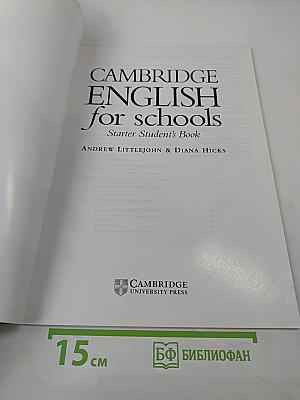 CAMBRIDGE
ENGLISH
for schools
Starter Student's Book
ANDREW LITTLEJOHN & DIANA HICKS
CAMBRIDGE
UNIVERSITY PRESS
15 см
БФ БИБЛИОФАН